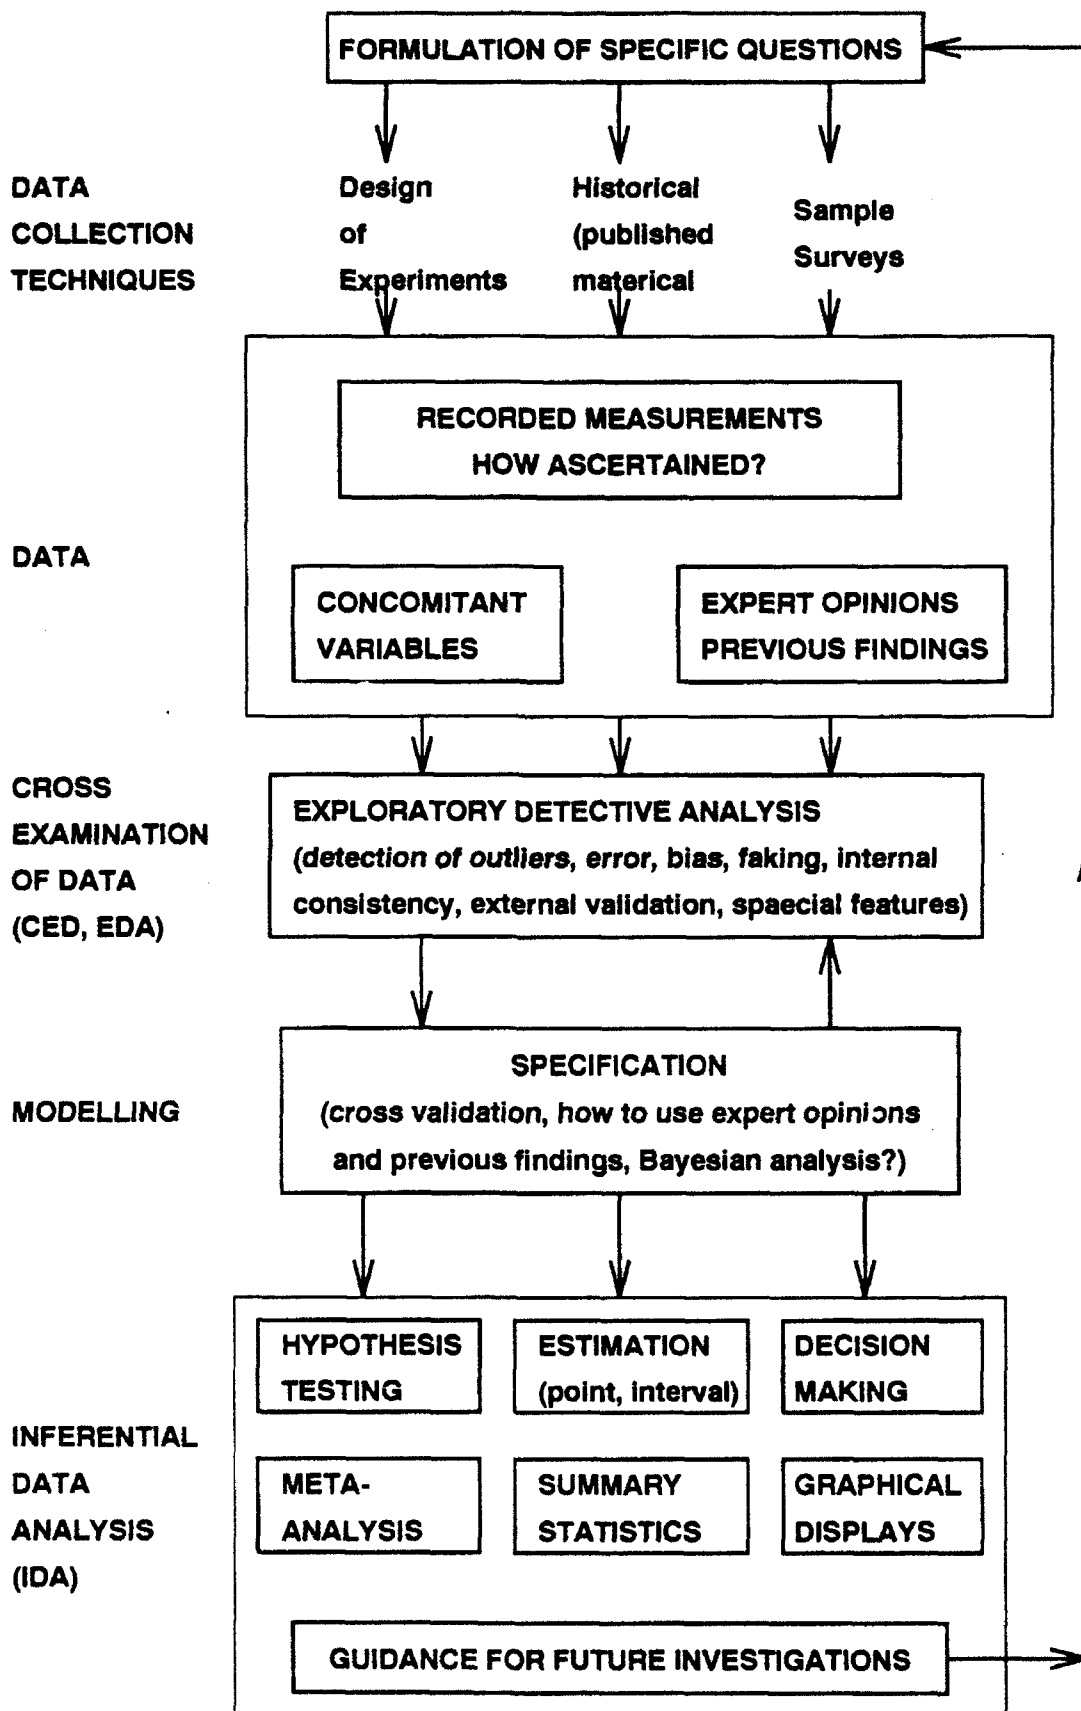 FORMULATION OF SPECIFIC QUESTIONS
DATA
COLLECTION
TECHNIQUES
Design
of
Experiments
Historical
(published
materical
Sample
Surveys
RECORDED MEASUREMENTS
HOW ASCERTAINED?
DATA
CONCOMITANT
VARIABLES
EXPERT OPINIONS
PREVIOUS FINDINGS
CROSS
EXAMINATION
OF DATA
(CED, EDA)
EXPLORATORY DETECTIVE ANALYSIS
(detection of outliers, error, bias, faking, internal
consistency, external validation, spaecial features)
MODELLING
SPECIFICATION
(cross validation, how to use expert opinions
and previous findings, Bayesian analysis?)
INFERENTIAL
DATA
ANALYSIS
(IDA)
HYPOTHESIS
TESTING
ESTIMATION
(point, interval)
DECISION
MAKING
META-
ANALYSIS
SUMMARY
STATISTICS
GRAPHICAL
DISPLAYS
GUIDANCE FOR FUTURE INVESTIGATIONS